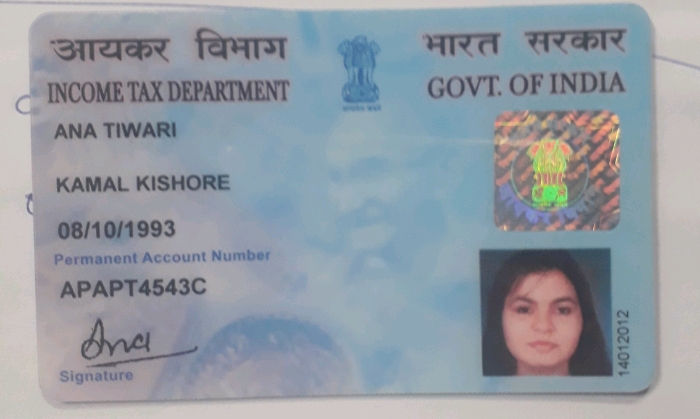 आयकर विभाग
भारत सरकार
INCOME TAX DEPARTMENT
GOVT. OF INDIA
ANA TIWARI
KAMAL KISHORE
08/10/1993
Permanent Account Number
APAPT4543C
Ana
Signature
14012012